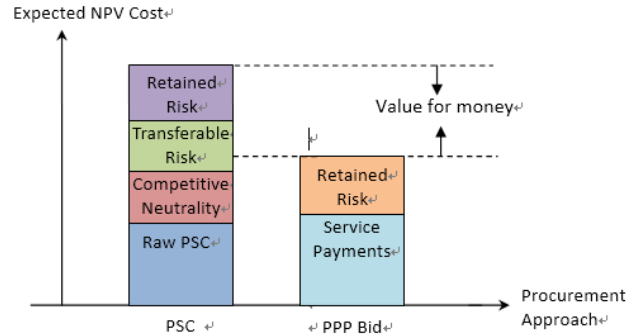 Expected NPV Cost↵
Retained↵
Risk↵
Value for money↵
Transferable↵
Risk↵
↵
Competitive↵
Neutrality↵
Retained↵
Risk↵
Raw PSC↵
Service
Payments↵
Procurement
Approach↵
PSC ↵
↵ PPP Bid↵